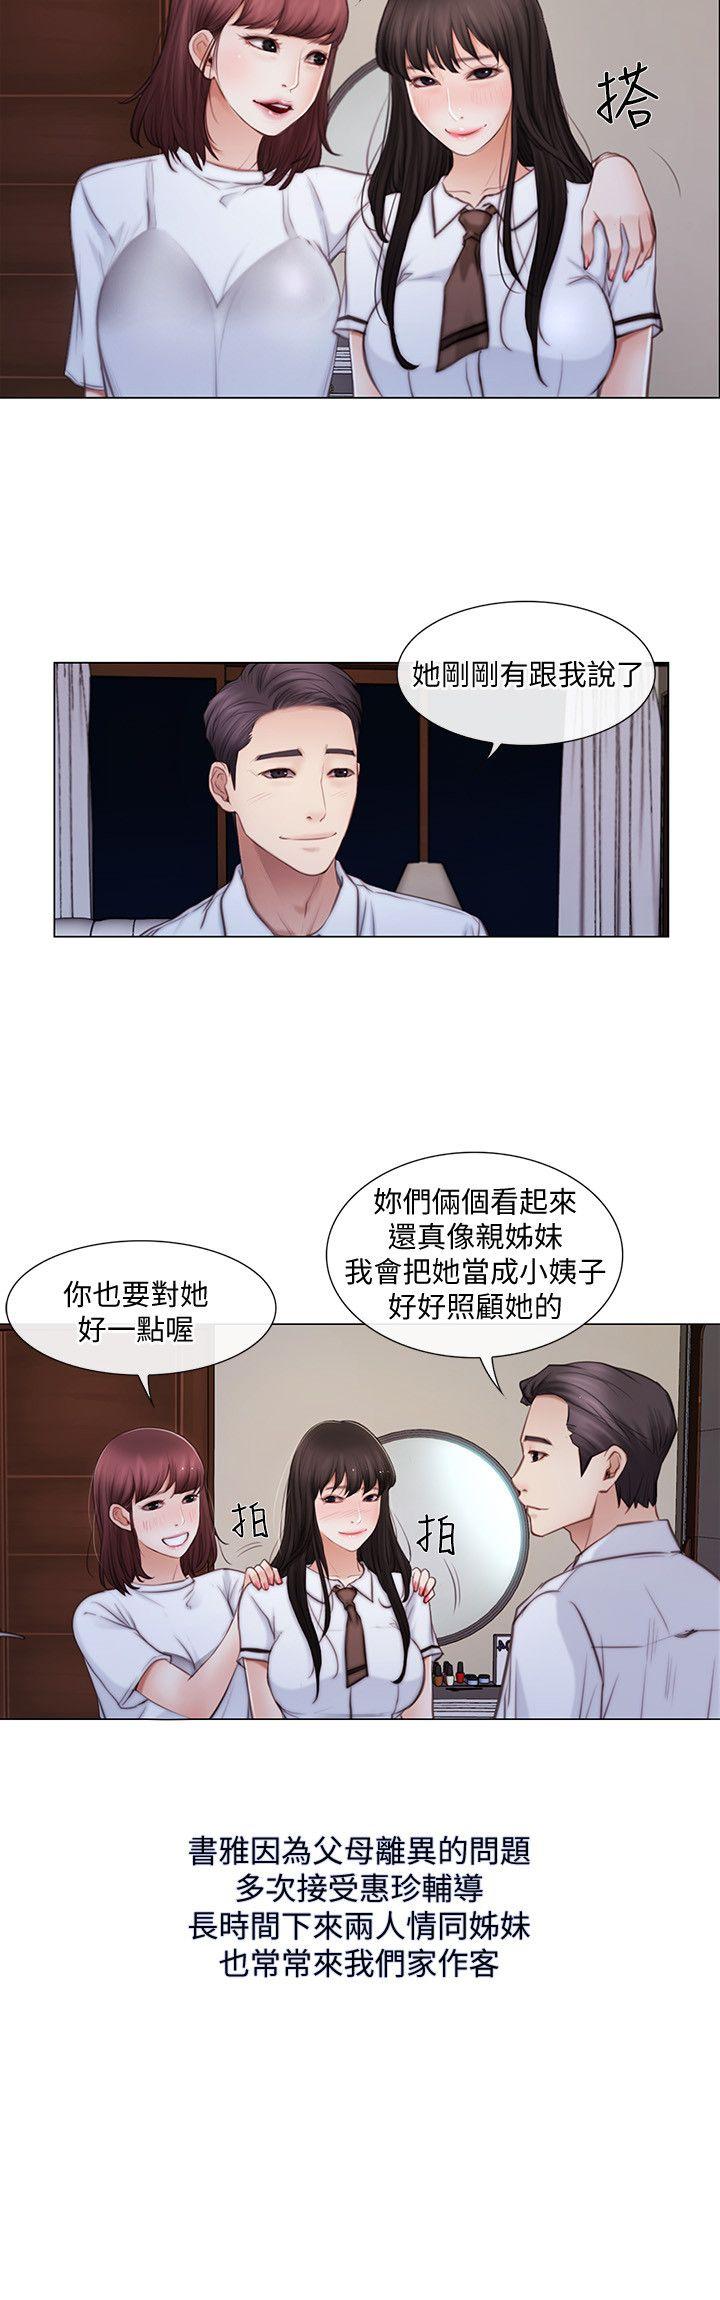 搭
她剛剛有跟我說了
妳們倆個看起來
還真像親姊妹
我會把她當成小姨子
好好照顧她的
你也要對她
好一點喔
拍
拍
書雅因為父母離異的問題
多次接受惠珍輔導
長時間下來兩人情同姊妹
也常常來我們家作客